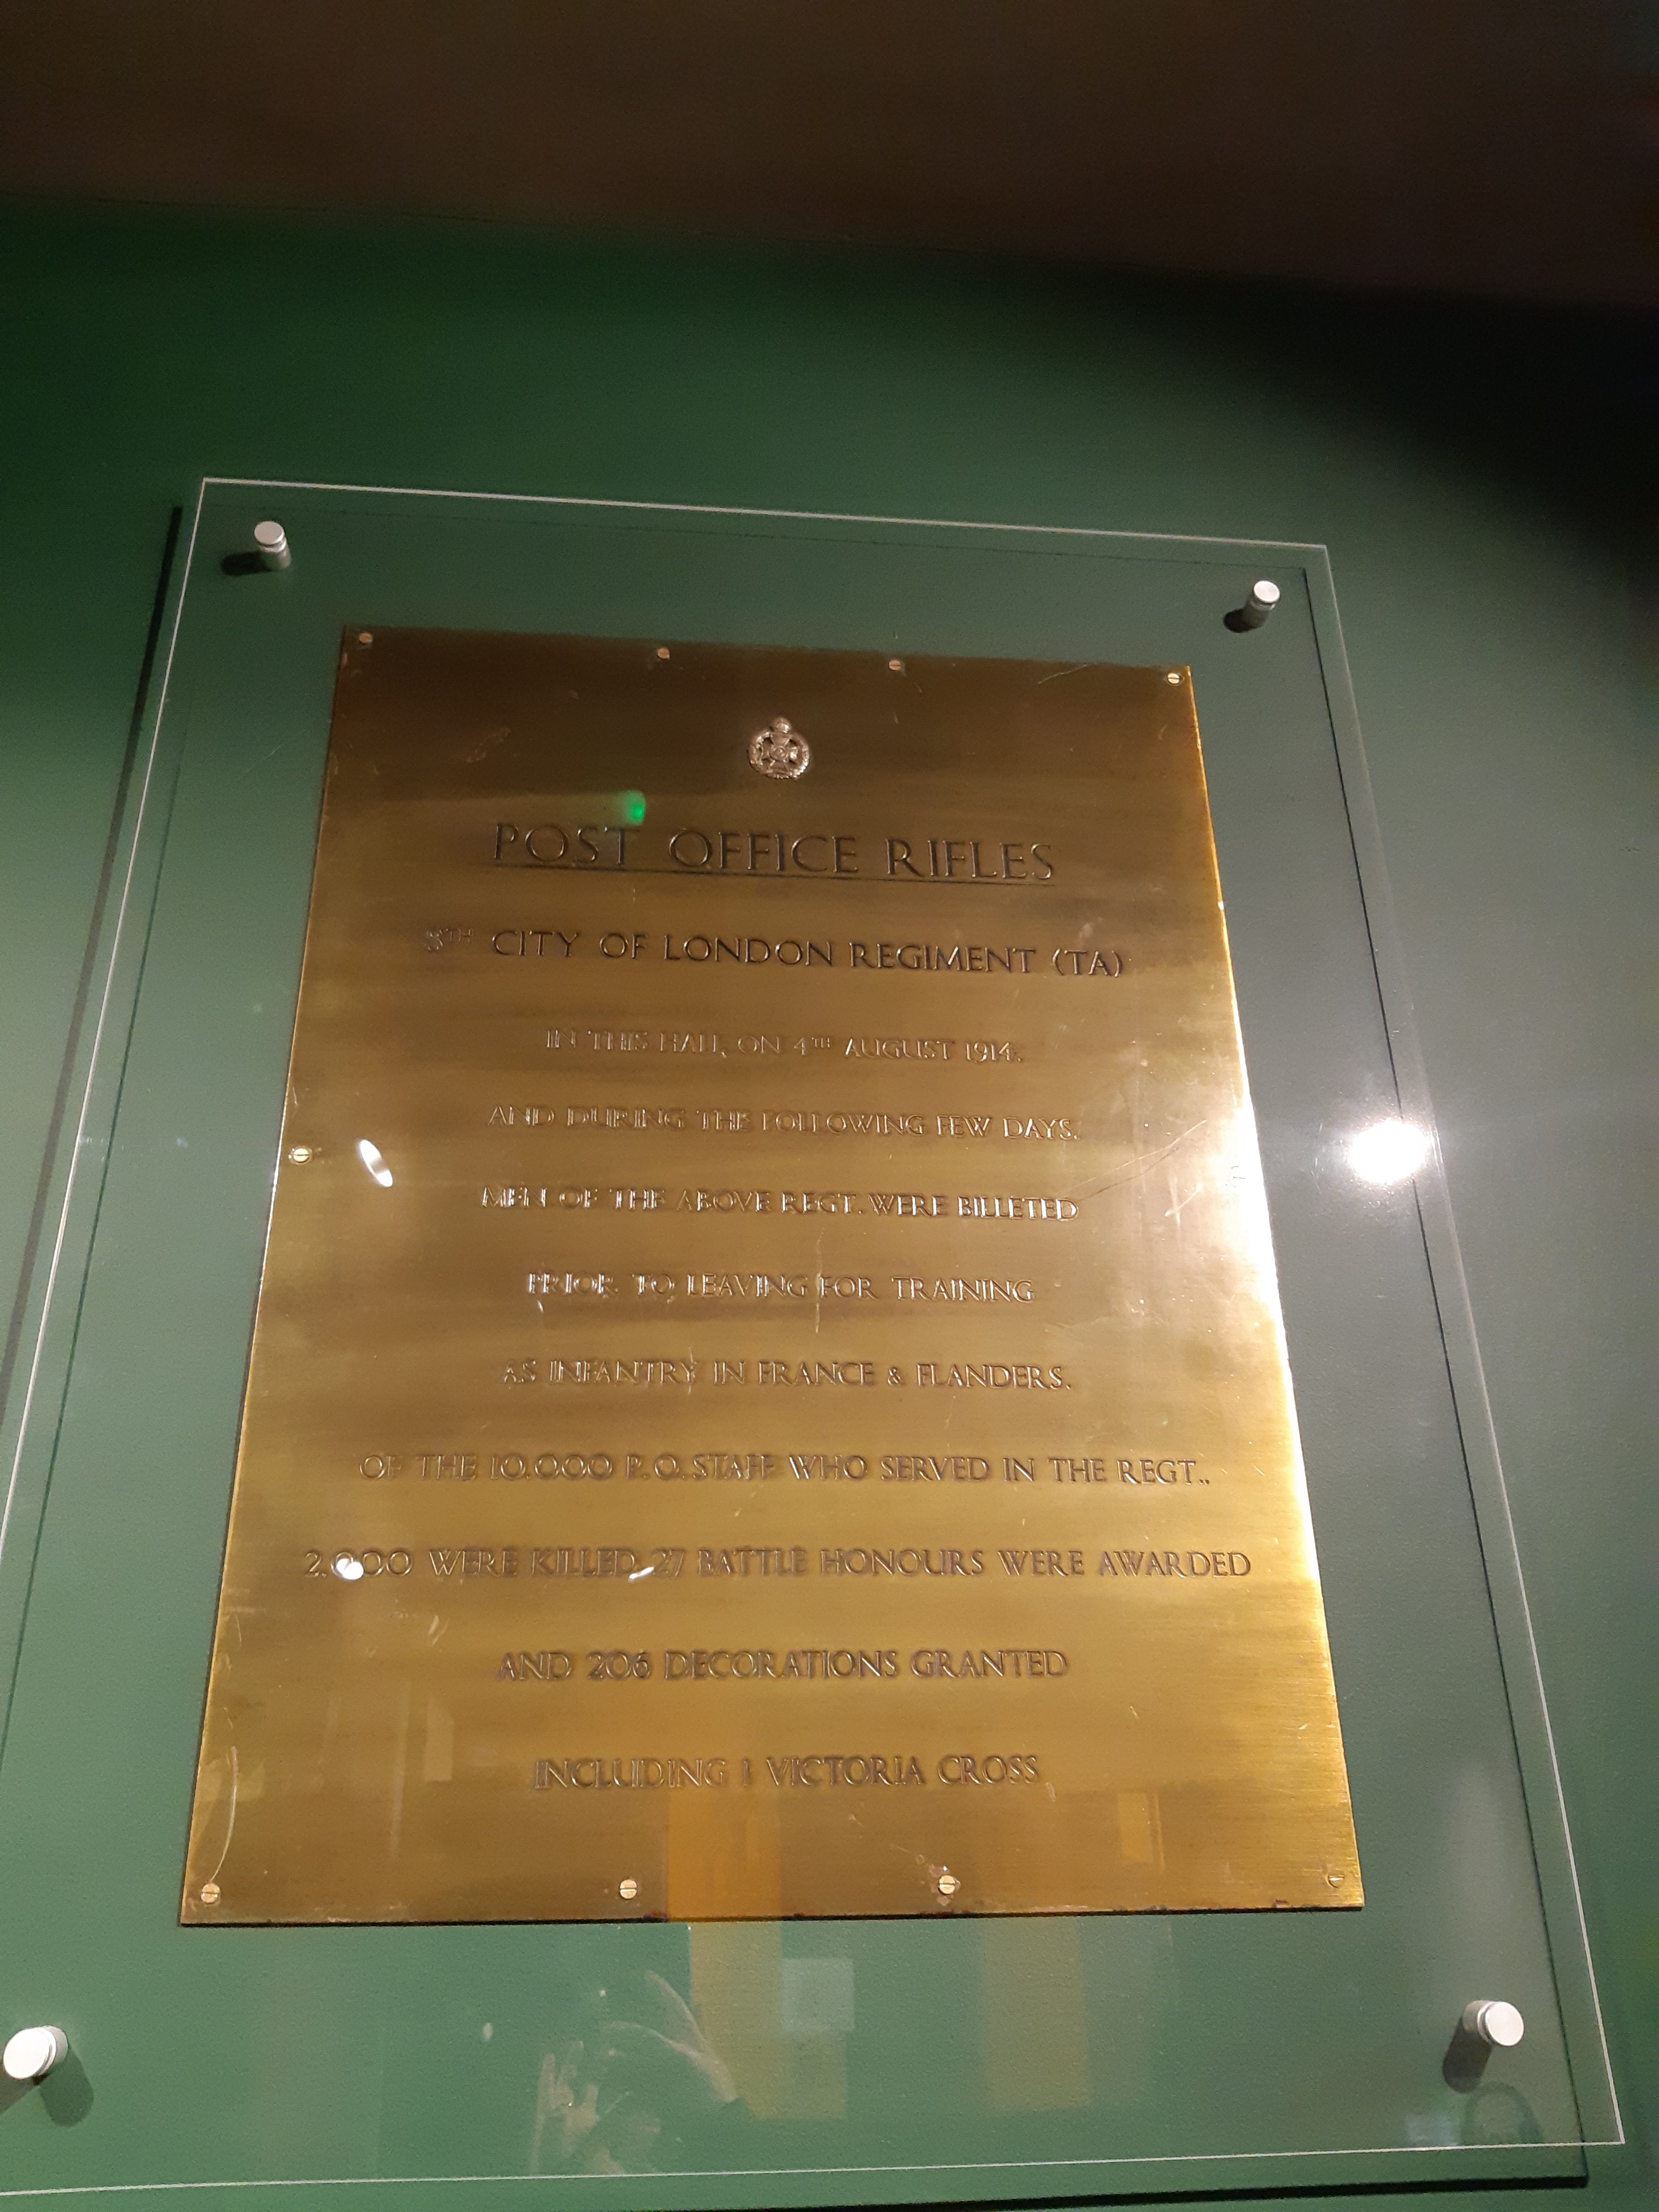 POST OFFICE RIFLES
8TH CITY OF LONDON REGIMENT (TA)
IN THIS HALL, ON 4TH AUGUST 1914.
AND DURING THE FOLLOWING FEW DAYS.
MEN OF THE ABOVE REGT. WERE BILLETED
PRIOR TO LEAVING FOR TRAINING
AS INFANTRY IN FRANCE & FLANDERS.
OF THE 10.000 P.O. STAFF WHO SERVED IN THE REGT..
2.000 WERE KILLED. 27 BATTLE HONOURS WERE AWARDED
AND 206 DECORATIONS GRANTED
INCLUDING 1 VICTORIA CROSS